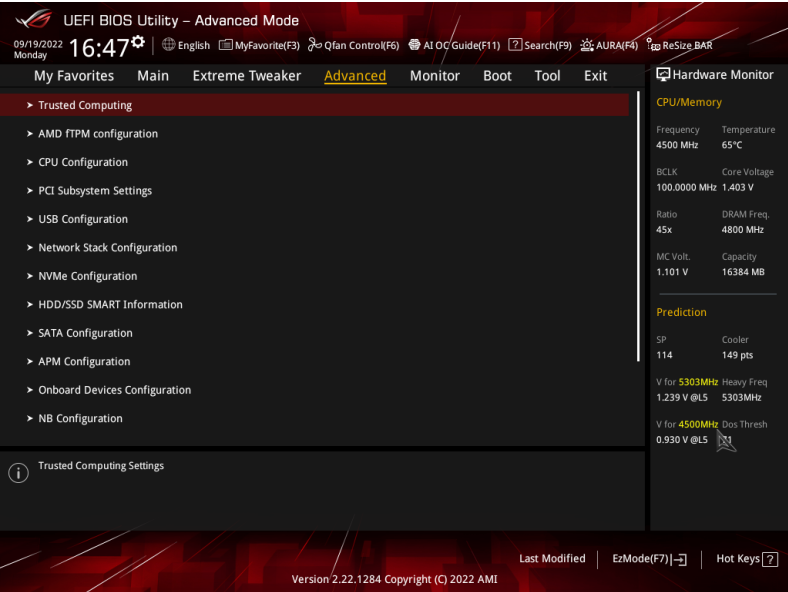 UEFI BIOS Utility – Advanced Mode
09/19/2022 Monday 16:47 English MyFavorite(F3) Qfan Control(F6) AI OC Guide(F11) ? Search(F9) AURA(F4) ReSize BAR
My Favorites Main Extreme Tweaker Advanced Monitor Boot Tool Exit
> Trusted Computing
> AMD fTPM configuration
> CPU Configuration
> PCI Subsystem Settings
> USB Configuration
> Network Stack Configuration
> NVMe Configuration
> HDD/SSD SMART Information
> SATA Configuration
> APM Configuration
> Onboard Devices Configuration
> NB Configuration
i Trusted Computing Settings
Hardware Monitor
CPU/Memory
Frequency Temperature
4500 MHz 65°C
BCLK Core Voltage
100.0000 MHz 1.403 V
Ratio DRAM Freq.
45x 4800 MHz
MC Volt. Capacity
1.101 V 16384 MB
Prediction
SP Cooler
114 149 pts
V for 5303MHz Heavy Freq
1.239 V @L5 5303MHz
V for 4500MHz Dos Thresh
0.930 V @L5
Last Modified EzMode(F7) Hot Keys ?
Version 2.22.1284 Copyright (C) 2022 AMI